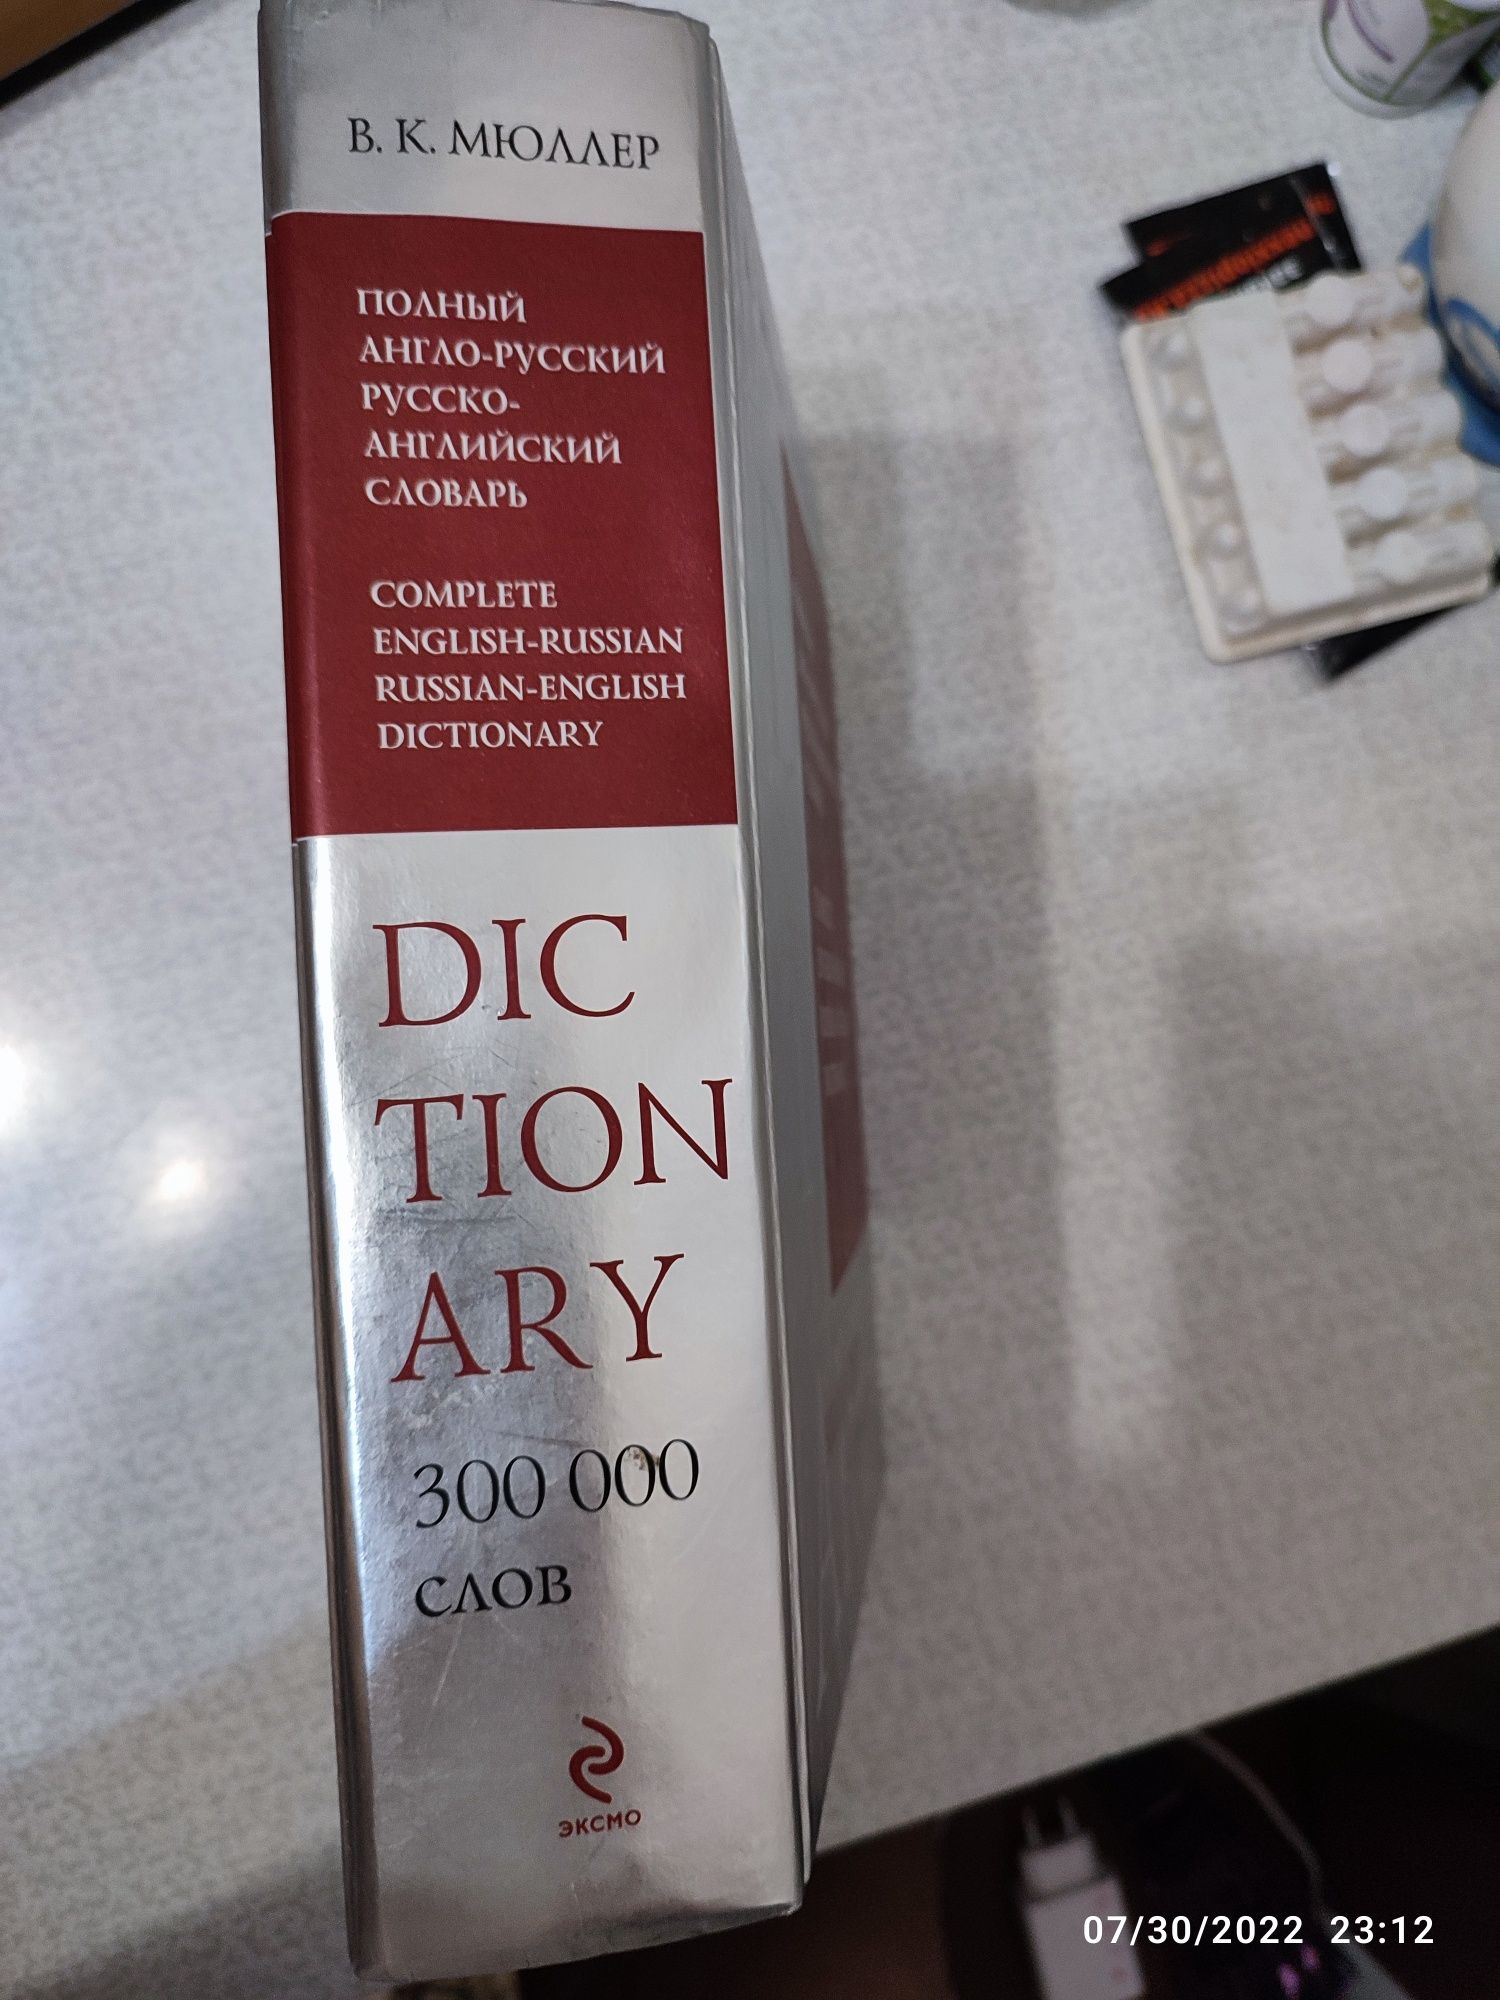 В. К. МЮЛЛЕР
ПОЛНЫЙ
АНГЛО-РУССКИЙ
РУССКО-
АНГЛИЙСКИЙ
СЛОВАРЬ
COMPLETE
ENGLISH-RUSSIAN
RUSSIAN-ENGLISH
DICTIONARY
DIC
TION
ARY
300 000
СЛОВ
ЭКСМО
07/30/2022 23:12